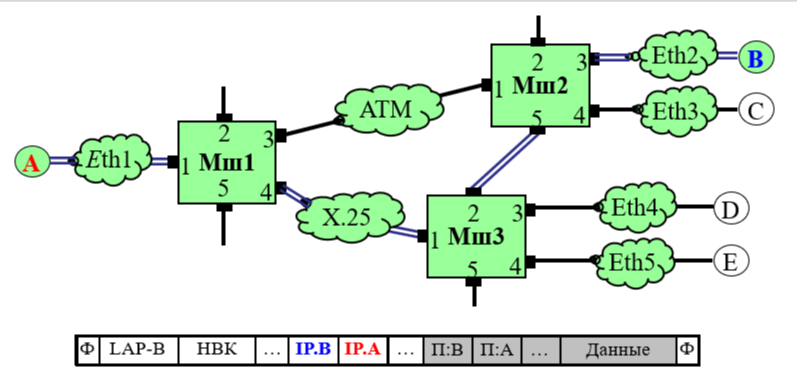 2 3 Eth2 B
1 Мш2
ATM 5 4 Eth3 C
2 3
A Eth1 1 Мш1
5 4
X.25
2 3 Eth4 D
1 Мш3
5 4 Eth5 E
Ф LAP-B НВК … IP.B IP.A … П:В П:А … Данные Ф